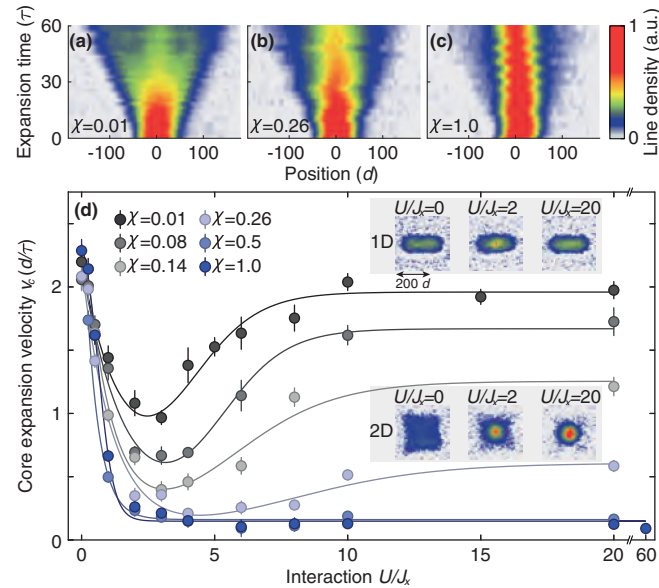 Expansion time (τ)
60
30
0
(a)
χ=0.01
(b)
χ=0.26
(c)
χ=1.0
1
0
Line density (a.u.)
-100 0 100
-100 0 100
-100 0 100
Position (d)
(d)
χ=0.01
χ=0.08
χ=0.14
χ=0.26
χ=0.5
χ=1.0
1D
U/Jx=0 U/Jx=2 U/Jx=20
200 d
2D
U/Jx=0 U/Jx=2 U/Jx=20
Core expansion velocity vc (d/τ)
2
1
0
0 5 10 15 20 60
Interaction U/Jx